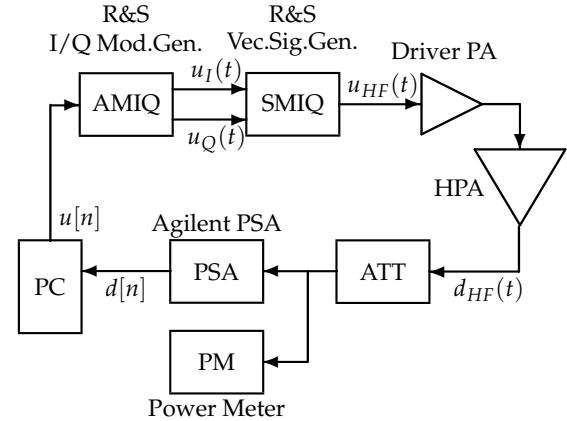 R&S
I/Q Mod.Gen.
R&S
Vec.Sig.Gen.
Driver PA
u_I(t)
u_HF(t)
AMIQ
SMIQ
u_Q(t)
HPA
u[n]
Agilent PSA
PC
d[n]
PSA
ATT
d_HF(t)
PM
Power Meter